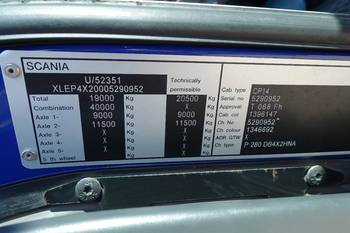 SCANIA
U/52351
XLEP4X20005290952
Technically
permissible
Total 19000 Kg 20500 Kg
Combination 40000 Kg X Kg
Axle 1- 9000 Kg 9000 Kg
Axle 2- 11500 Kg 11500 Kg
Axle 3- X Kg X Kg
Axle 4- X Kg X Kg
Axle 5- X Kg X Kg
5 th wheel X Kg X Kg
Cab type CP14
Serial no 5290952
Approval T 068 Fh
Cab col 1396147
Ch No 5290952
Ch colour 1346692
ADR. GTW X
Ch type P 280 DB4X2HNA